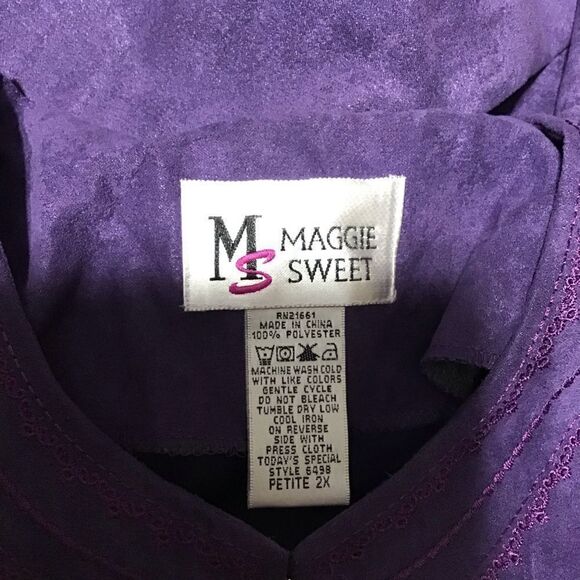 MS MAGGIE
SWEET
RN21661
MADE IN CHINA
100% POLYESTER
MACHINE WASH COLD
WITH LIKE COLORS
GENTLE CYCLE
DO NOT BLEACH
TUMBLE DRY LOW
COOL IRON
ON REVERSE
SIDE WITH
PRESS CLOTH
TODAY'S SPECIAL
STYLE 6498
PETITE 2X